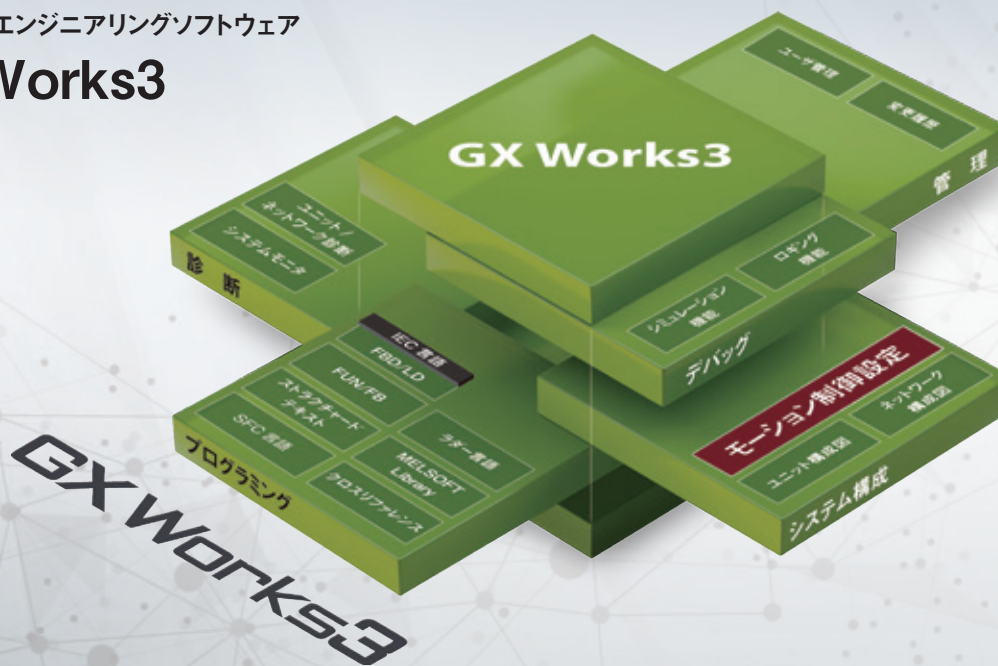 エンジニアリングソフトウェア
Works3
GX Works3
ユーザ管理
変更履歴
管理
ユニット/
ネットワーク診断
システムモニタ
診断
ロギング
機能
シミュレーション
機能
デバッグ
IEC 言語
FBD/LD
FUN/FB
ストラクチャード
テキスト
SFC 言語
ラダー言語
MELSOFT
Library
クロスリファレンス
プログラミング
モーション制御設定
ネットワーク
構成図
ユニット構成図
システム構成
GX Works3